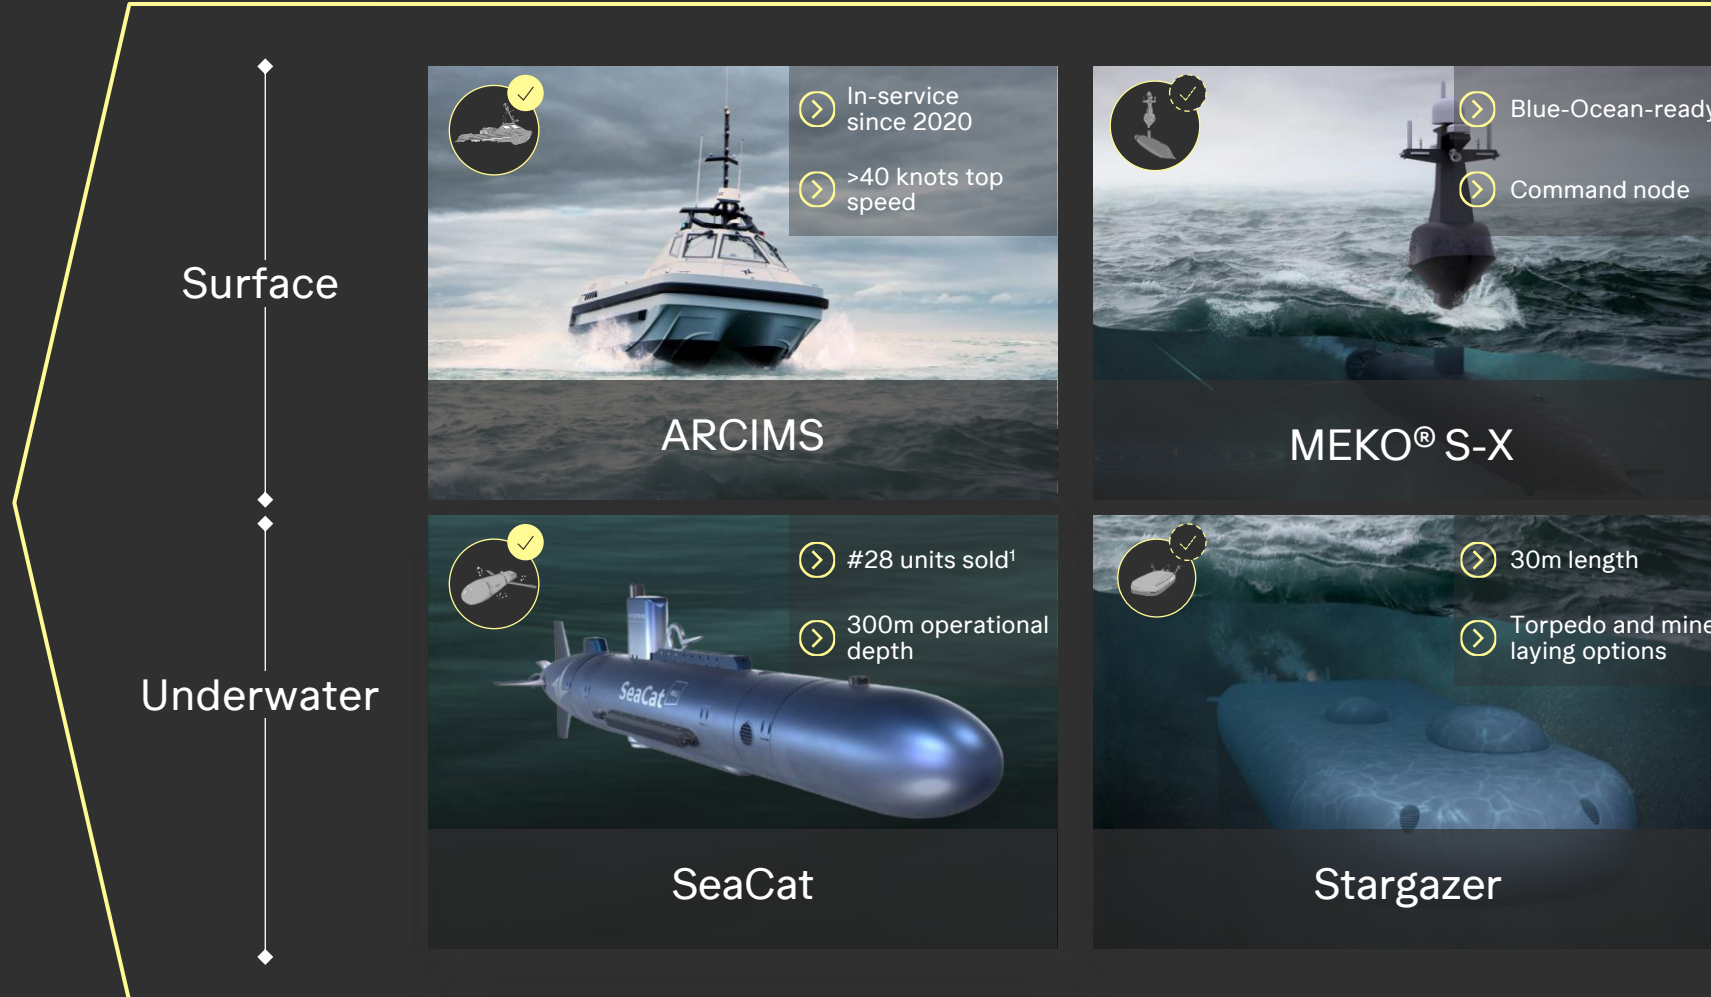 Surface
In-service
since 2020
>40 knots top
speed
ARCIMS
Blue-Ocean-ready
Command node
MEKO® S-X
Underwater
#28 units sold¹
300m operational
depth
SeaCat
SeaCat
30m length
Torpedo and mine
laying options
Stargazer